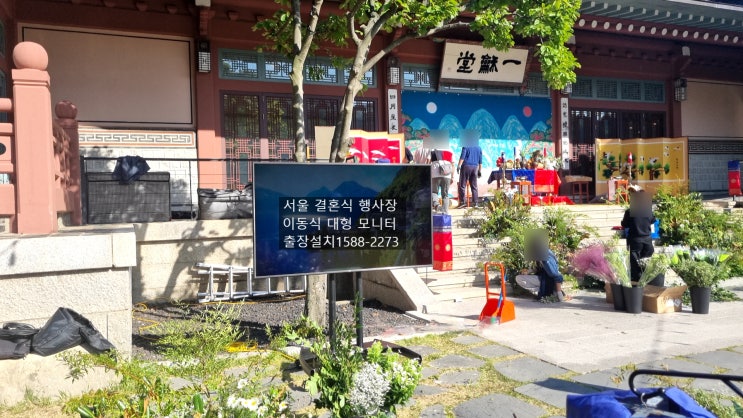 堂穌一
서울 결혼식 행사장
이동식 대형 모니터
출장설치1588-2273